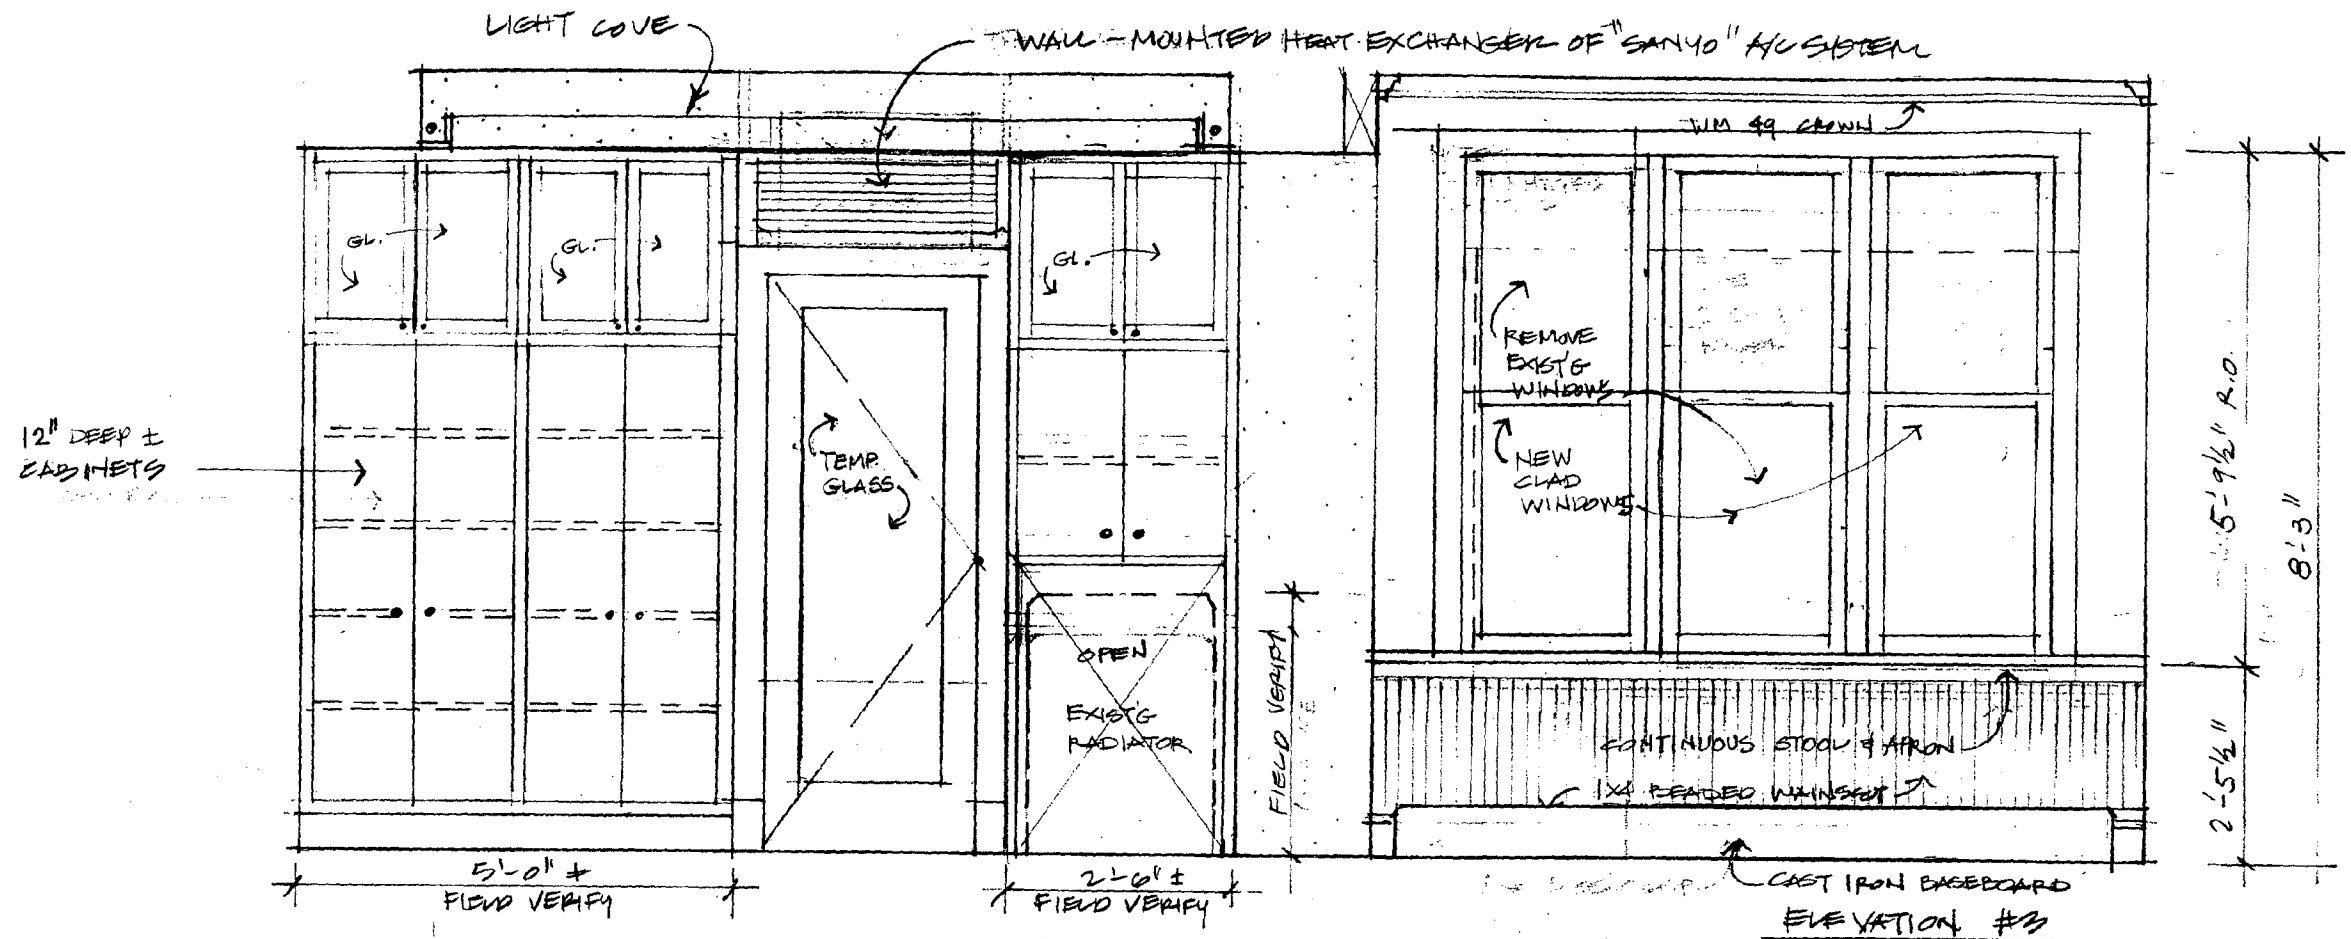 LIGHT COVE
WALL-MOUNTED HEAT EXCHANGER OF "SANYO" A/C SYSTEM
WM 49 CROWN
GL.
GL.
GL.
REMOVE
EXIST'G
WINDOWS
12" DEEP ±
CABINETS
TEMP.
GLASS
NEW
CLAD
WINDOWS
5'-9½" R.O.
8'-3"
OPEN
EXIST'G
RADIATOR
FIELD VERIFY
CONTINUOUS STOOL & APRON
1X4 BEADED WAINSCOT
2'-5½"
5'-0" ±
FIELD VERIFY
2'-6" ±
FIELD VERIFY
CAST IRON BASEBOARD
ELEVATION #3